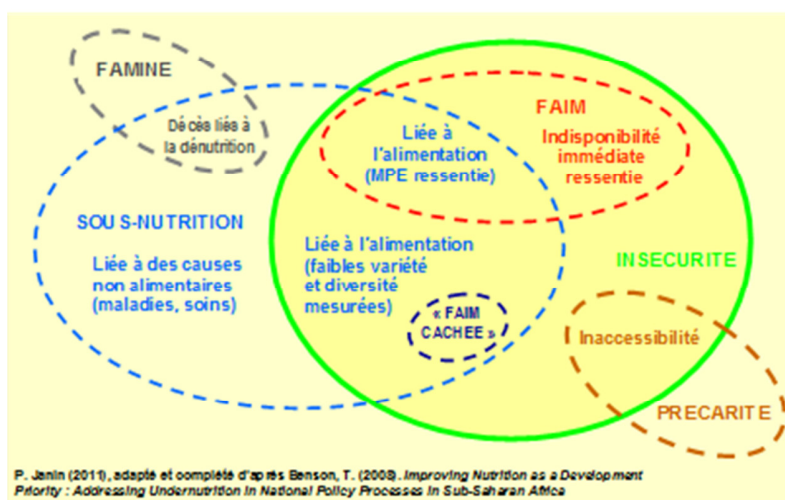 FAMINE
Décès liés à
la dénutrition
FAIM
Indisponibilité
immédiate
ressentie
Liée à
l'alimentation
(MPE ressentie)
SOUS-NUTRITION
Liée à des causes
non alimentaires
(maladies, soins)
Liée à l'alimentation
(faibles variété
et diversité
mesurées)
« FAIM
CACHEE »
INSECURITE
Inaccessibilité
PRECARITE
P. Janin (2011), adapté et complété d'après Benson, T. (2008). Improving Nutrition as a Development
Priority : Addressing Undernutrition in National Policy Processes in Sub-Saharan Africa